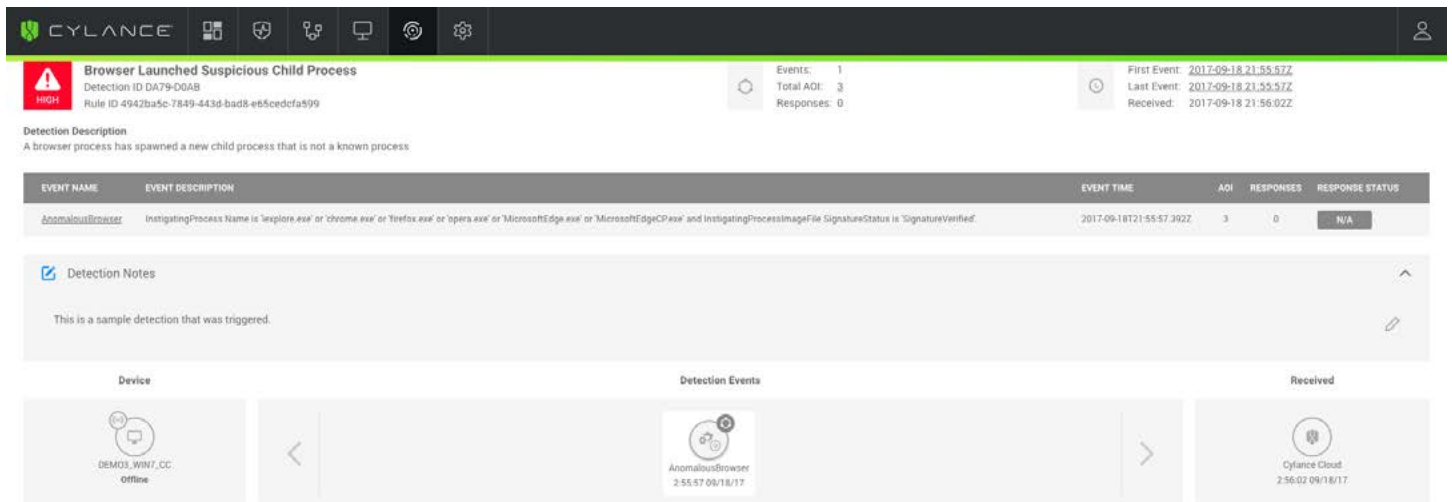 CYLANCE
HIGH
Browser Launched Suspicious Child Process
Detection ID DA79-D0AB
Rule ID 4942ba5c-7849-443d-bad8-e65cedcfa599
Events: 1
Total AOI: 3
Responses: 0
First Event: 2017-09-18 21:55:57Z
Last Event: 2017-09-18 21:55:57Z
Received: 2017-09-18 21:56:02Z
Detection Description
A browser process has spawned a new child process that is not a known process
EVENT NAME EVENT DESCRIPTION EVENT TIME AOI RESPONSES RESPONSE STATUS
AnomalousBrowser InstigatingProcess Name is 'iexplore.exe' or 'chrome.exe' or 'firefox.exe' or 'opera.exe' or 'MicrosoftEdge.exe' or 'MicrosoftEdgeCP.exe' and InstigatingProcessImageFile SignatureStatus is 'SignatureVerified'. 2017-09-18T21:55:57.392Z 3 0 N/A
Detection Notes
This is a sample detection that was triggered.
Device Detection Events Received
DEMO3_WIN7_CC
Offline
AnomalousBrowser
2:55:57 09/18/17
Cylance Cloud
2:56:02 09/18/17